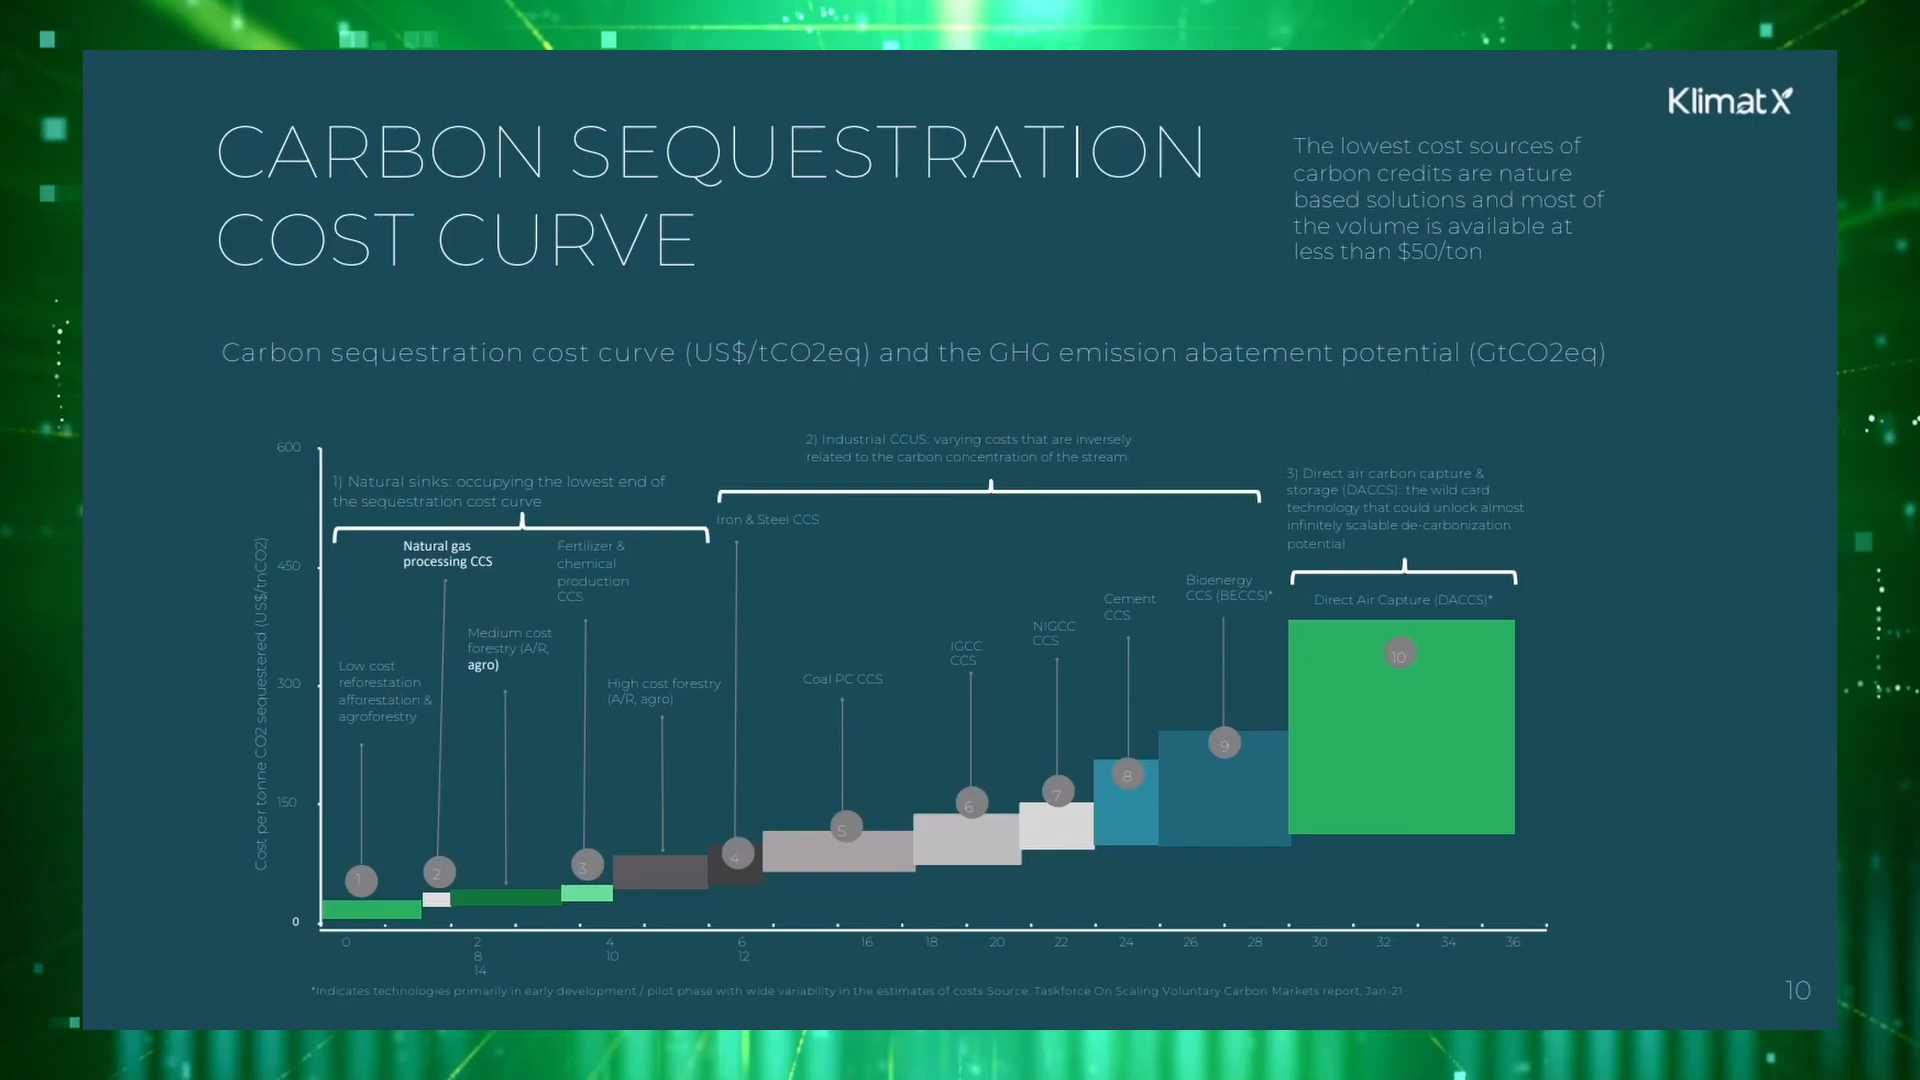 KlimatX
CARBON SEQUESTRATION
COST CURVE
The lowest cost sources of
carbon credits are nature
based solutions and most of
the volume is available at
less than $50/ton
Carbon sequestration cost curve (US$/tCO2eq) and the GHG emission abatement potential (GtCO2eq)
2) Industrial CCUS: varying costs that are inversely
related to the carbon concentration of the stream
1) Natural sinks: occupying the lowest end of
the sequestration cost curve
3) Direct air carbon capture &
storage (DACCS): the wild card
technology that could unlock almost
infinitely scalable de-carbonization
potential
Cost per tonne CO2 sequestered (US$/tnCO2)
600
450
300
150
0
Low cost
reforestation
afforestation &
agroforestry
Natural gas
processing CCS
Medium cost
forestry (A/R,
agro)
Fertilizer &
chemical
production
CCS
High cost forestry
(A/R, agro)
Iron & Steel CCS
Coal PC CCS
IGCC
CCS
NIGCC
CCS
Cement
CCS
Bioenergy
CCS (BECCS)*
Direct Air Capture (DACCS)*
1
2
3
4
5
6
7
8
9
10
0 2 4 6 16 18 20 22 24 26 28 30 32 34 36
8 10 12
14
*Indicates technologies primarily in early development / pilot phase with wide variability in the estimates of costs Source. Taskforce On Scaling Voluntary Carbon Markets report, Jan-21
10